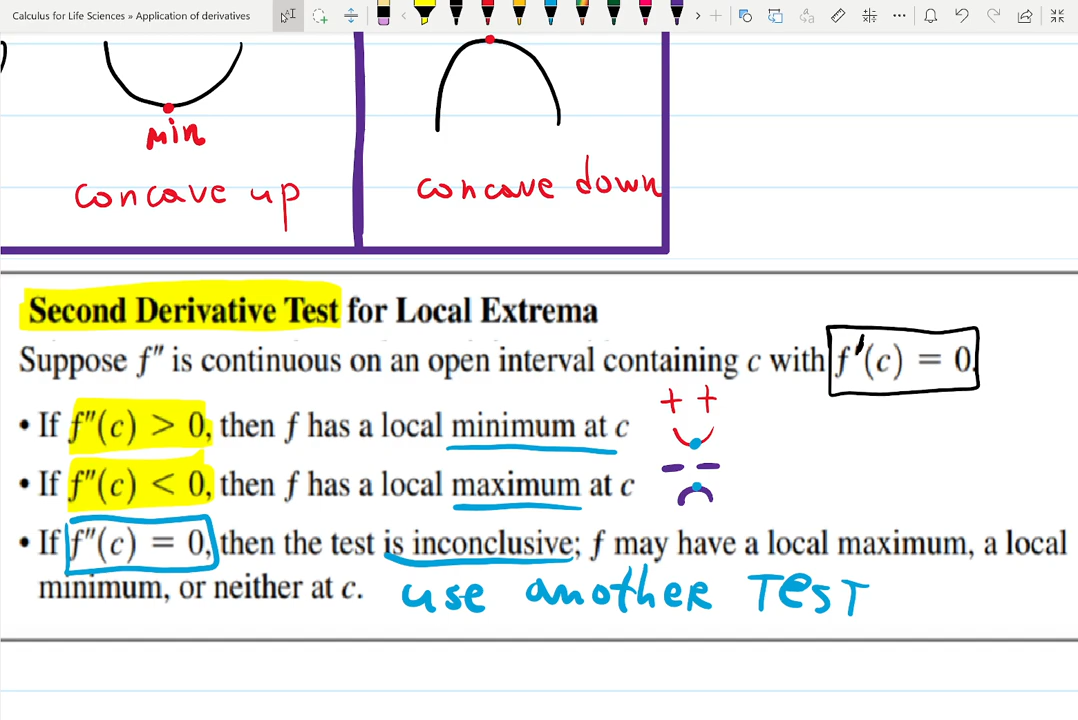 Calculus for Life Sciences » Application of derivatives
min
concave up
concave down
Second Derivative Test for Local Extrema
Suppose f″ is continuous on an open interval containing c with f′(c) = 0.
+ +
• If f″(c) > 0, then f has a local minimum at c
– –
• If f″(c) < 0, then f has a local maximum at c
• If f″(c) = 0, then the test is inconclusive; f may have a local maximum, a local
minimum, or neither at c. use another TesT